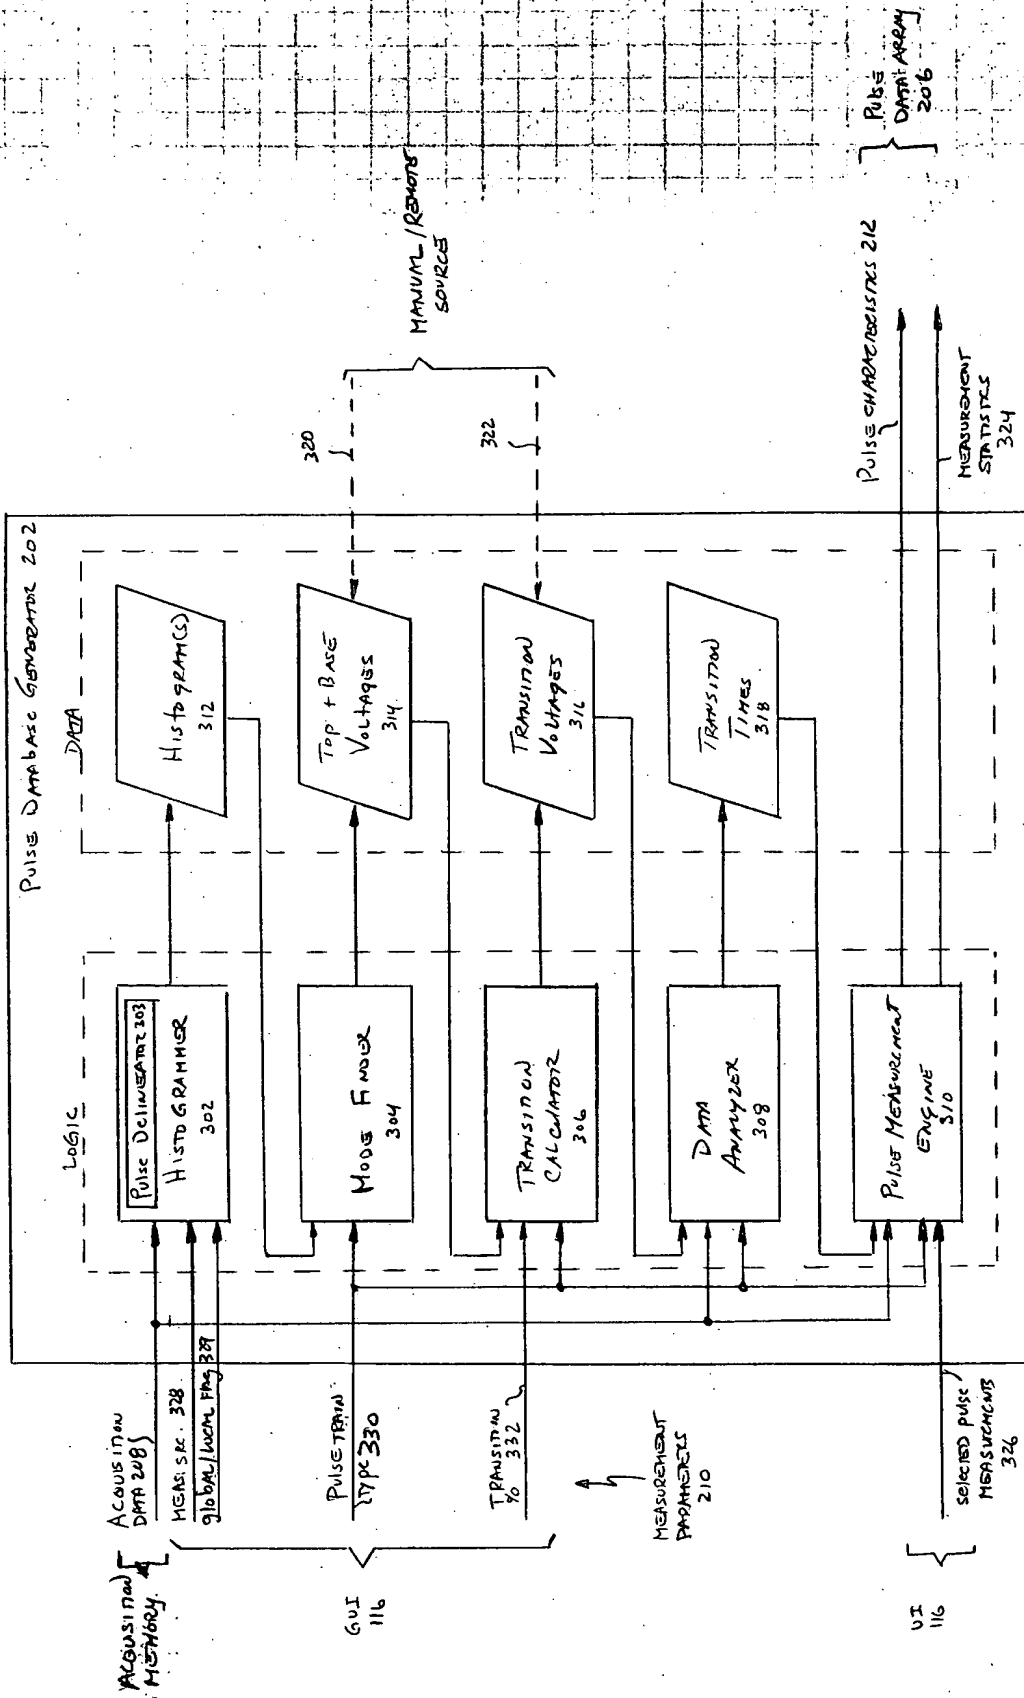 Pulse DATAbase GENERATOR 202
LOGIC
DATA
Pulse DelinEATOR 303
HISTOGRAMMER
302
HISTOGRAM(S)
312
MODE FINDER
304
TOP + BASE
VOLTAGES
314
TRANSITION
CALCULATOR
306
TRANSITION
VOLTAGES
316
DATA
ANALYZER
308
TRANSITION
TIMES
318
PULSE MEASUREMENT
ENGINE
310
ACQUISITION
MEMORY
ACQUISITION
DATA 208
MEAS. SRC. 328
global/LOCAL FLAG 329
GUI
116
PULSE TRAIN
TYPE 330
TRANSITION
% 332
MEASUREMENT
PARAMETERS
210
UI
116
selected pulse
MEASUREMENTS
326
320
322
MANUAL/REMOTE
SOURCE
Pulse CHARACTERISTICS 212
MEASUREMENT
STATISTICS
324
Pulse
DATA ARRAY
206